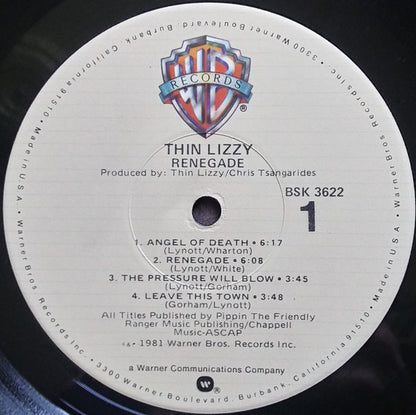 3300 Warner Boulevard, Burbank, California 91510 • Made in U.S.A. • Warner Bros. Records Inc. •
WB
RECORDS
®
THIN LIZZY
RENEGADE
Produced by: Thin Lizzy/Chris Tsangarides
BSK 3622
1
1. ANGEL OF DEATH • 6:17
(Lynott/Wharton)
2. RENEGADE • 6:08
(Lynott/White)
3. THE PRESSURE WILL BLOW • 3:45
(Lynott/Gorham)
4. LEAVE THIS TOWN • 3:48
(Gorham/Lynott)
All Titles Published by Pippin The Friendly
Ranger Music Publishing/Chappell
Music-ASCAP
1981 Warner Bros. Records Inc.
a Warner Communications Company
Made in U.S.A. • Warner Bros. Records Inc. • 3300 Warner Boulevard, Burbank, California 91510 •